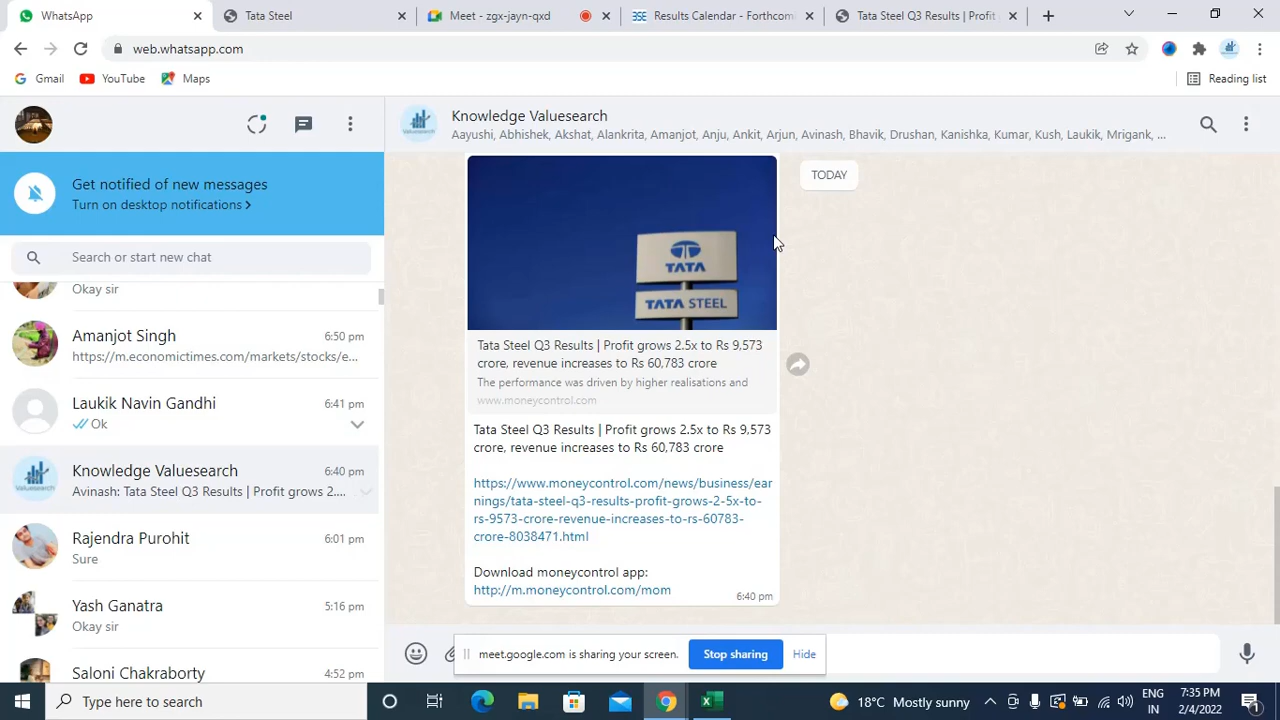 WhatsApp
Tata Steel
Meet - zgx-jayn-qxd
BSE
Results Calendar - Forthcom
Tata Steel Q3 Results | Profit
web.whatsapp.com
Gmail
YouTube
Maps
Reading list
Valuesearch
Knowledge Valuesearch
Aayushi, Abhishek, Akshat, Alankrita, Amanjot, Anju, Ankit, Arjun, Avinash, Bhavik, Drushan, Kanishka, Kumar, Kush, Laukik, Mrigank, ...
Get notified of new messages
Turn on desktop notifications >
Search or start new chat
Okay sir
Amanjot Singh
6:50 pm
https://m.economictimes.com/markets/stocks/e...
Laukik Navin Gandhi
6:41 pm
Ok
Valuesearch
Knowledge Valuesearch
6:40 pm
Avinash: Tata Steel Q3 Results | Profit grows 2....
Rajendra Purohit
6:01 pm
Sure
Yash Ganatra
5:16 pm
Okay sir
Saloni Chakraborty
4:52 pm
TODAY
TATA
TATA STEEL
Tata Steel Q3 Results | Profit grows 2.5x to Rs 9,573
crore, revenue increases to Rs 60,783 crore
The performance was driven by higher realisations and
www.moneycontrol.com
Tata Steel Q3 Results | Profit grows 2.5x to Rs 9,573
crore, revenue increases to Rs 60,783 crore
https://www.moneycontrol.com/news/business/ear
nings/tata-steel-q3-results-profit-grows-2-5x-to-
rs-9573-crore-revenue-increases-to-rs-60783-
crore-8038471.html
Download moneycontrol app:
http://m.moneycontrol.com/mom
6:40 pm
meet.google.com is sharing your screen.
Stop sharing
Hide
Type here to search
18°C Mostly sunny
ENG
IN
7:35 PM
2/4/2022
1